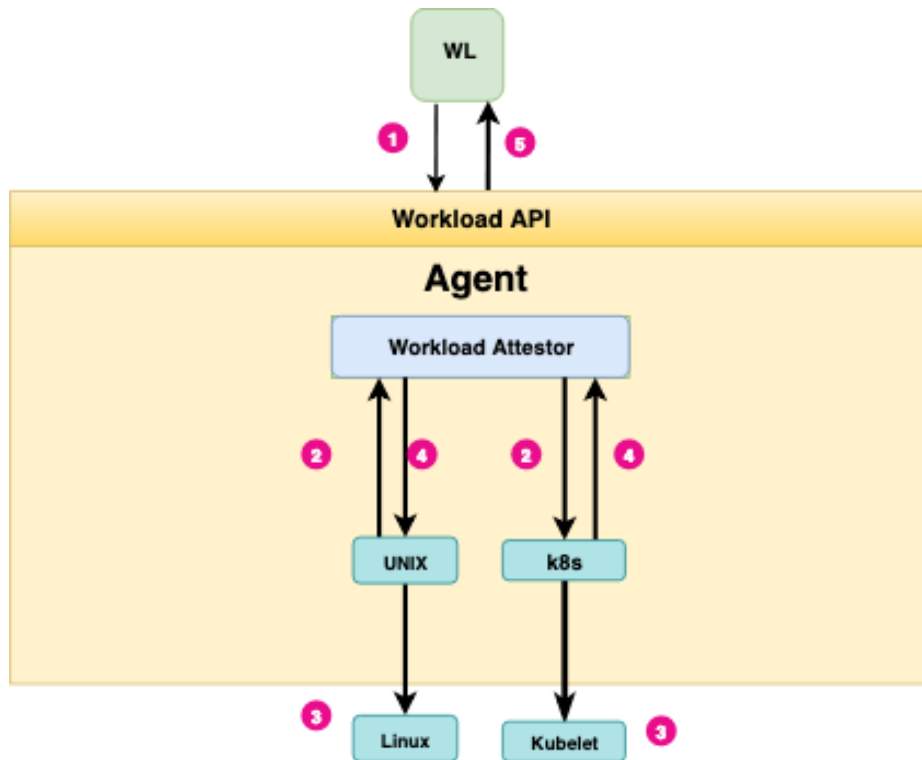 WL
1
5
Workload API
Agent
Workload Attestor
2
4
2
4
UNIX
k8s
3
Linux
Kubelet
3